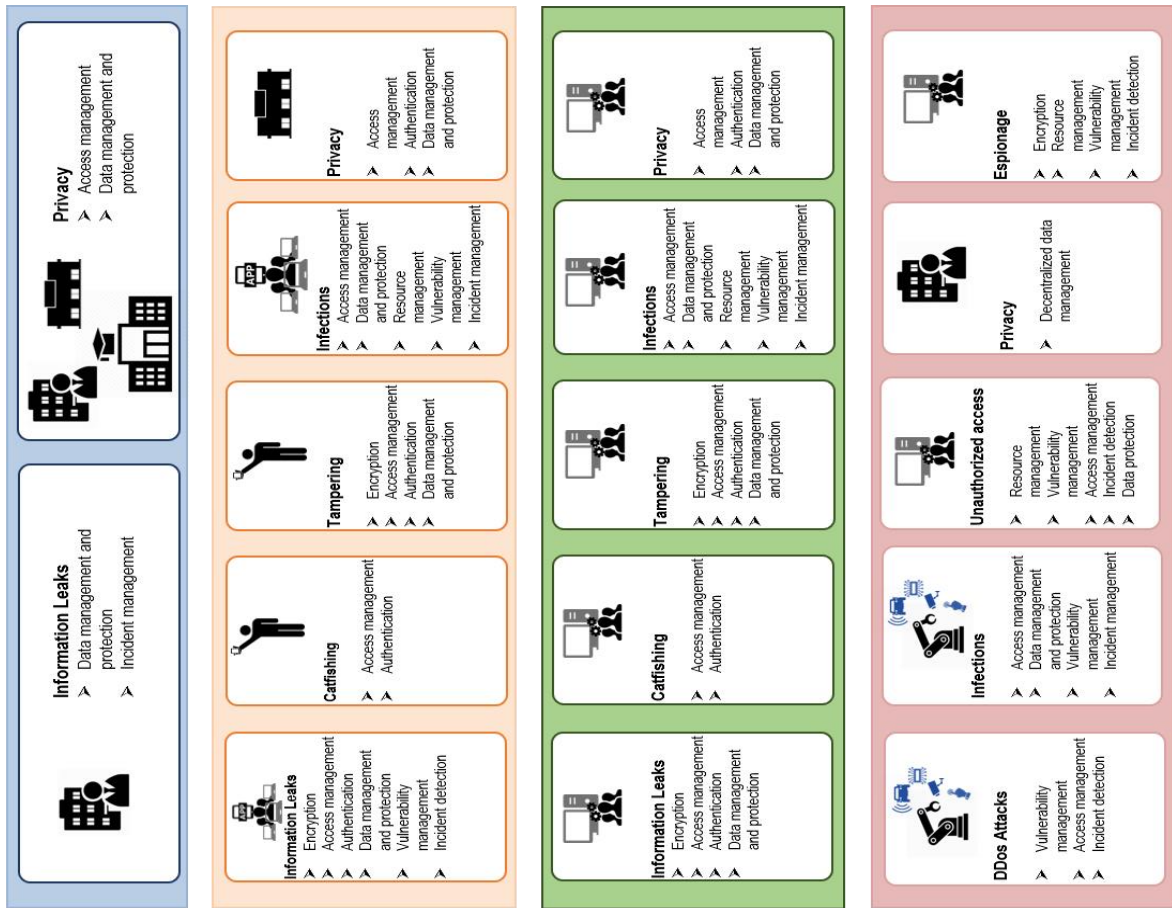 Information Leaks
➢ Data management and
protection
➢ Incident management
Privacy
➢ Access management
➢ Data management and
protection
APP
Information Leaks
➢ Encryption
➢ Access management
➢ Authentication
➢ Data management
and protection
➢ Vulnerability
management
➢ Incident detection
Catfishing
➢ Access management
➢ Authentication
Tampering
➢ Encryption
➢ Access management
➢ Authentication
➢ Data management
and protection
APP
Infections
➢ Access management
➢ Data management
and protection
➢ Resource
management
➢ Vulnerability
management
➢ Incident management
Privacy
➢ Access
management
➢ Authentication
➢ Data management
and protection
Information Leaks
➢ Encryption
➢ Access management
➢ Authentication
➢ Data management
and protection
Catfishing
➢ Access management
➢ Authentication
Tampering
➢ Encryption
➢ Access management
➢ Authentication
➢ Data management
and protection
Infections
➢ Access management
➢ Data management
and protection
➢ Resource
management
➢ Vulnerability
management
➢ Incident management
Privacy
➢ Access
management
➢ Authentication
➢ Data management
and protection
DDos Attacks
➢ Vulnerability
management
➢ Access management
➢ Incident detection
Infections
➢ Access management
➢ Data management
and protection
➢ Vulnerability
management
➢ Incident management
Unauthorized access
➢ Resource
management
➢ Vulnerability
management
➢ Access management
➢ Incident detection
➢ Data protection
Privacy
➢ Decentralized data
management
Espionage
➢ Encryption
➢ Resource
management
➢ Vulnerability
management
➢ Incident detection